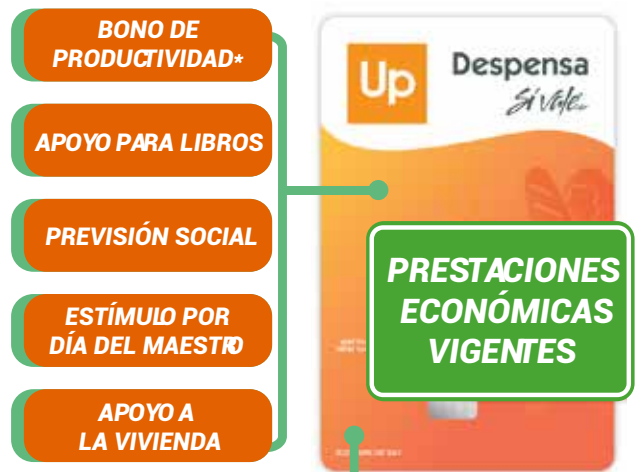 BONO DE
PRODUCTIVIDAD*
APOYO PARA LIBROS
PREVISIÓN SOCIAL
ESTÍMULO POR
DÍA DEL MAESTRO
APOYO A
LA VIVIENDA
Up
Despensa
Sí Vale
PRESTACIONES
ECONÓMICAS
VIGENTES